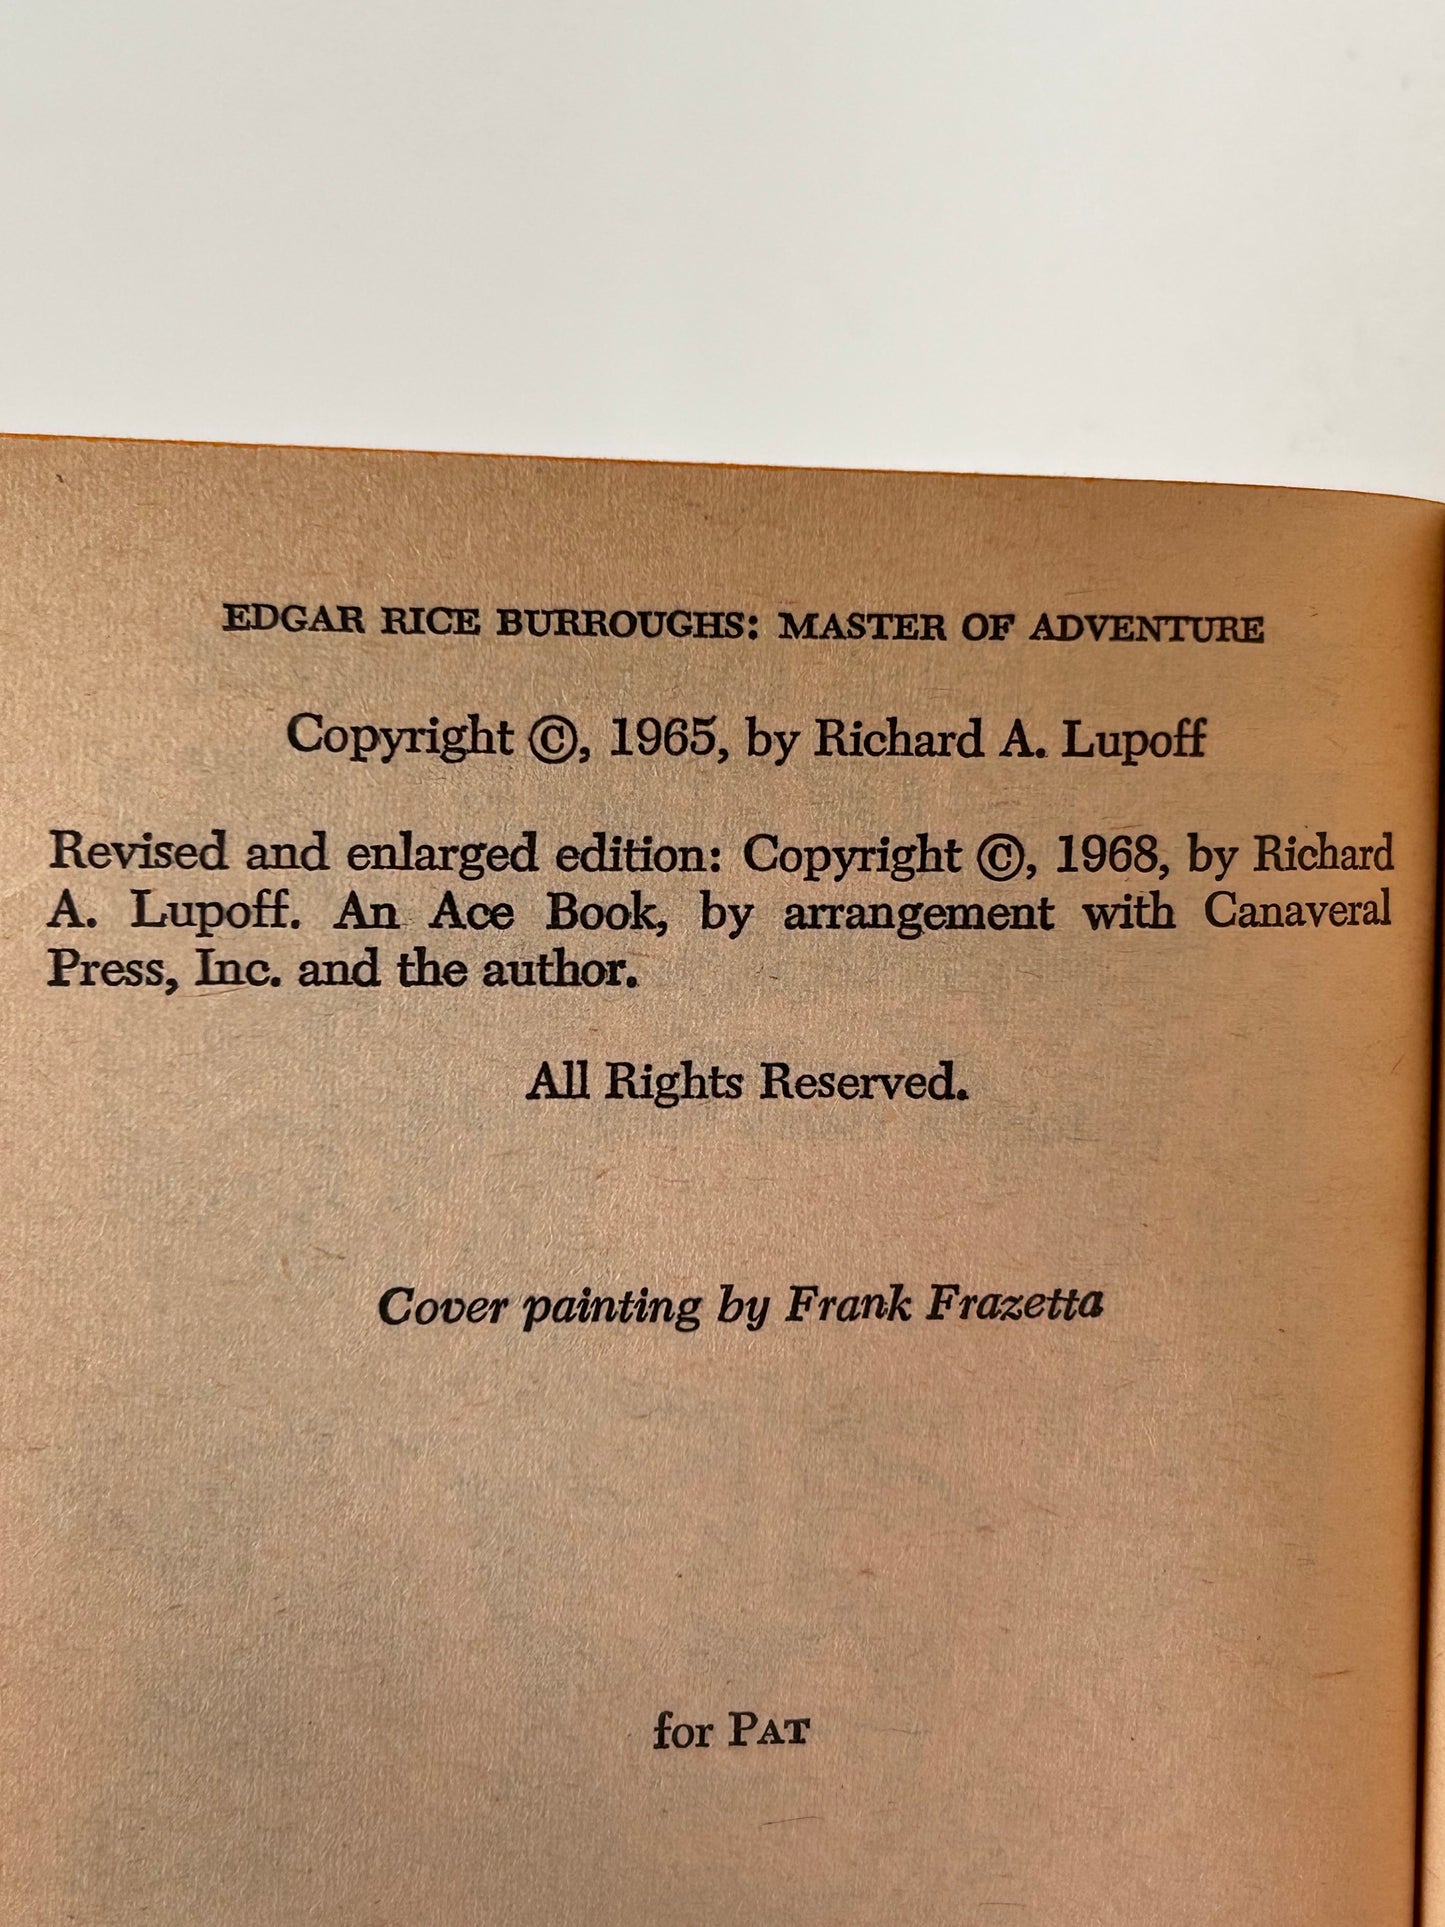 EDGAR RICE BURROUGHS: MASTER OF ADVENTURE
Copyright ©, 1965, by Richard A. Lupoff
Revised and enlarged edition: Copyright ©, 1968, by Richard
A. Lupoff. An Ace Book, by arrangement with Canaveral
Press, Inc. and the author.
All Rights Reserved.
Cover painting by Frank Frazetta
for PAT